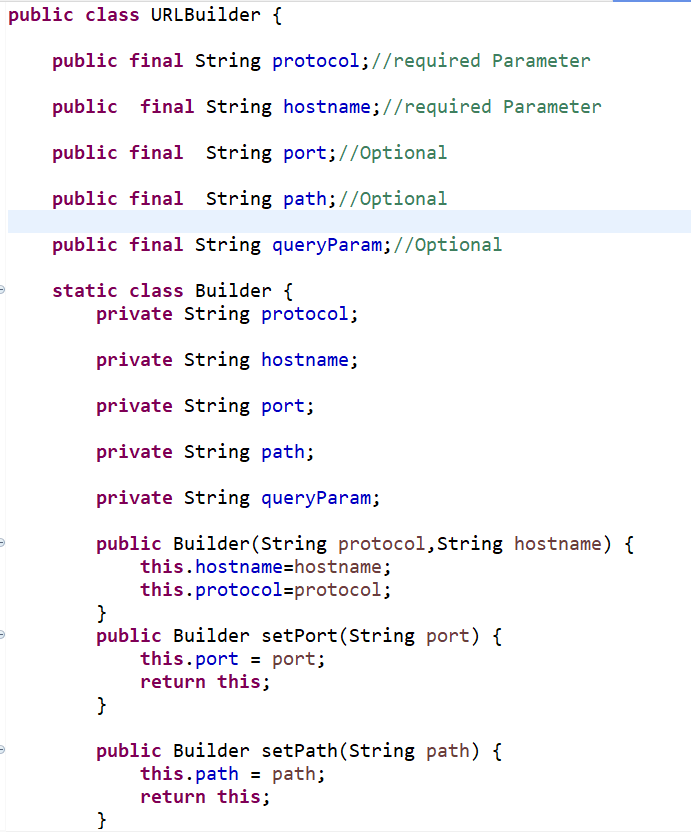 public class URLBuilder {
public final String protocol;//required Parameter
public  final String hostname;//required Parameter
public final  String port;//Optional
public final  String path;//Optional
public final String queryParam;//Optional
static class Builder {
private String protocol;
private String hostname;
private String port;
private String path;
private String queryParam;
public Builder(String protocol,String hostname) {
this.hostname=hostname;
this.protocol=protocol;
}
public Builder setPort(String port) {
this.port = port;
return this;
}
public Builder setPath(String path) {
this.path = path;
return this;
}